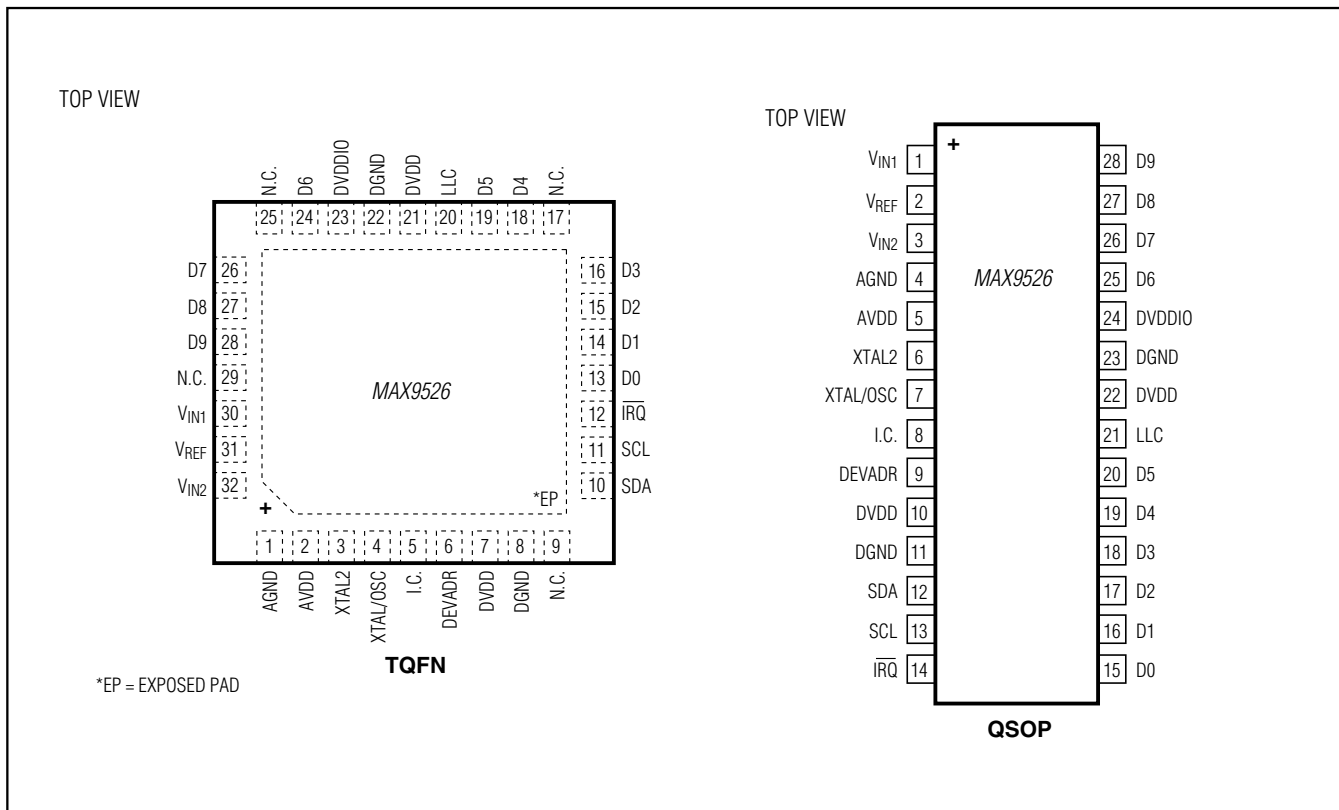 TOP VIEW
N.C.
D6
DVDDIO
DGND
DVDD
LLC
D5
D4
N.C.
25 24 23 22 21 20 19 18 17
D7 26
D8 27
D9 28
N.C. 29
VIN1 30
VREF 31
VIN2 32
16 D3
15 D2
14 D1
13 D0
12 IRQ
11 SCL
10 SDA
MAX9526
*EP
+
1 2 3 4 5 6 7 8 9
AGND
AVDD
XTAL2
XTAL/OSC
I.C.
DEVADR
DVDD
DGND
N.C.
TQFN
*EP = EXPOSED PAD
TOP VIEW
+
MAX9526
VIN1 1
VREF 2
VIN2 3
AGND 4
AVDD 5
XTAL2 6
XTAL/OSC 7
I.C. 8
DEVADR 9
DVDD 10
DGND 11
SDA 12
SCL 13
IRQ 14
28 D9
27 D8
26 D7
25 D6
24 DVDDIO
23 DGND
22 DVDD
21 LLC
20 D5
19 D4
18 D3
17 D2
16 D1
15 D0
QSOP